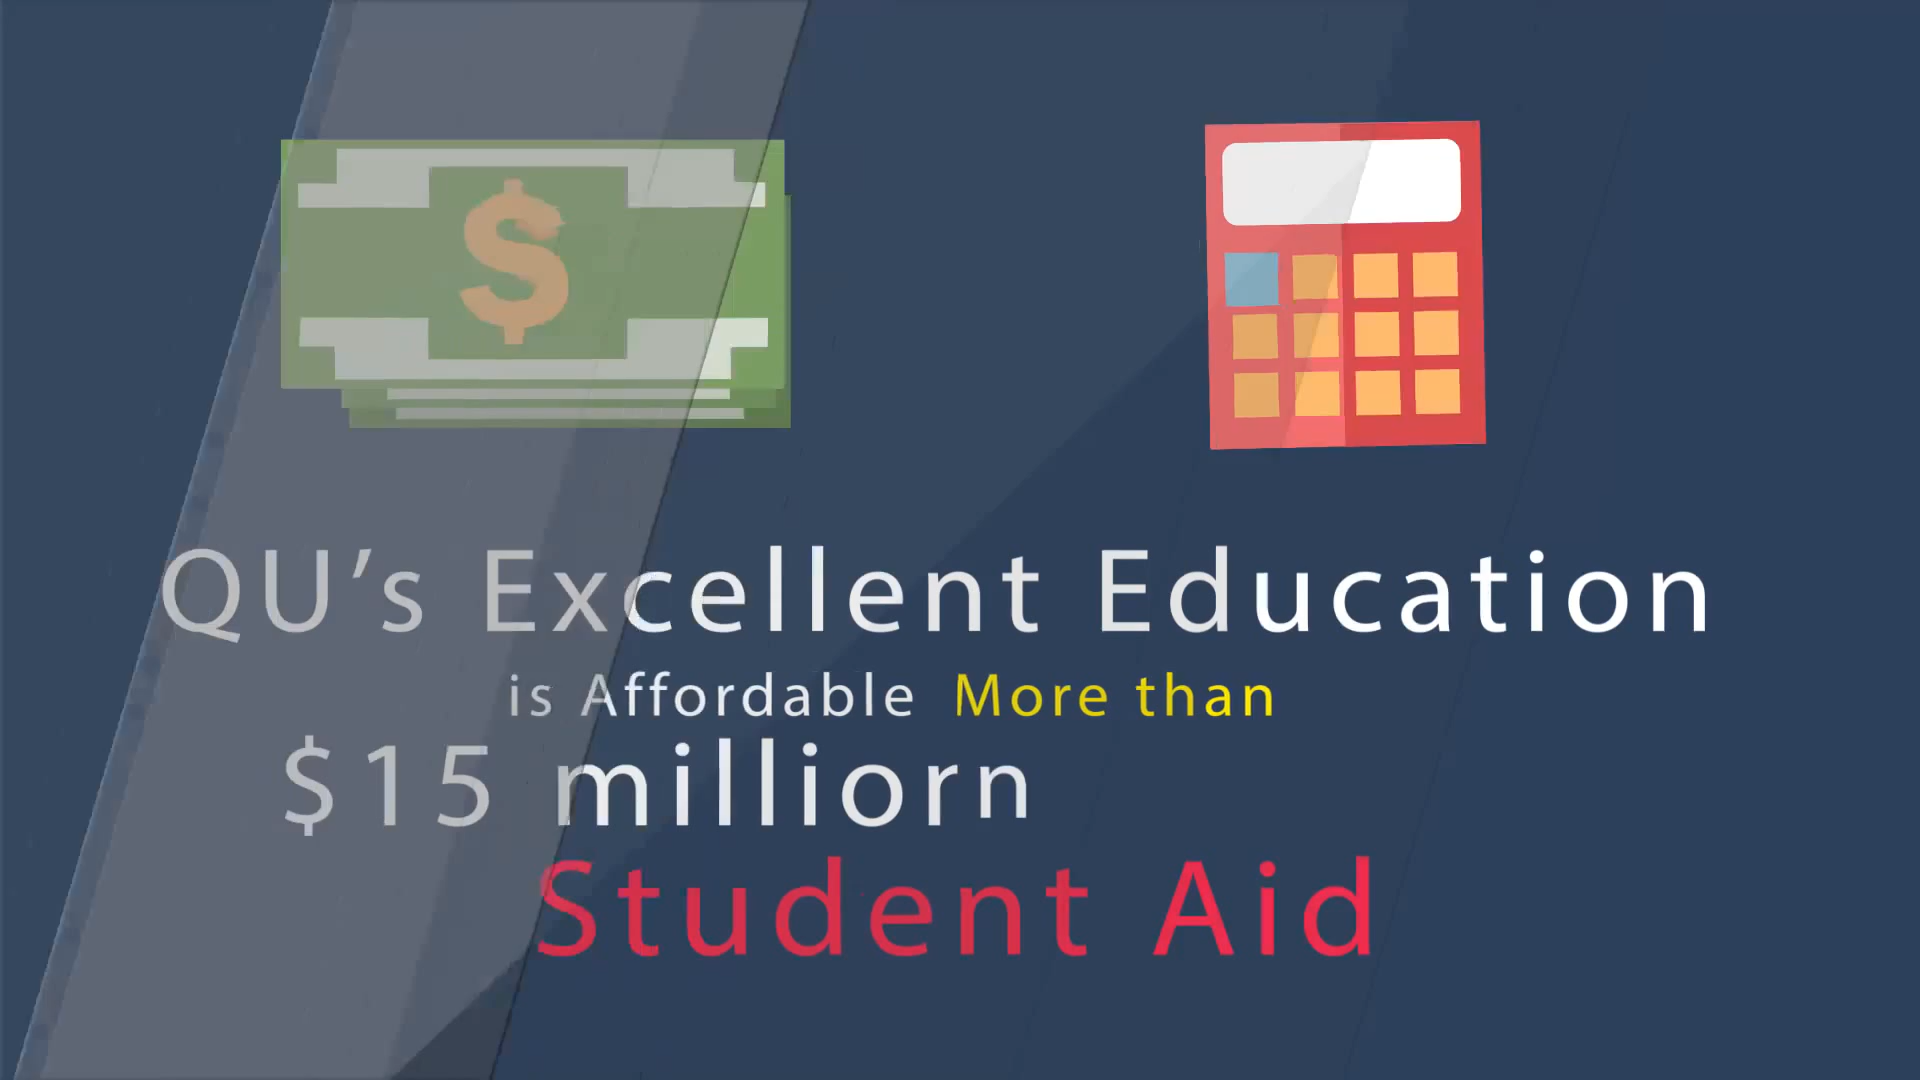 QU’s Excellent Education
is Affordable More than
$15 milliorn
Student Aid